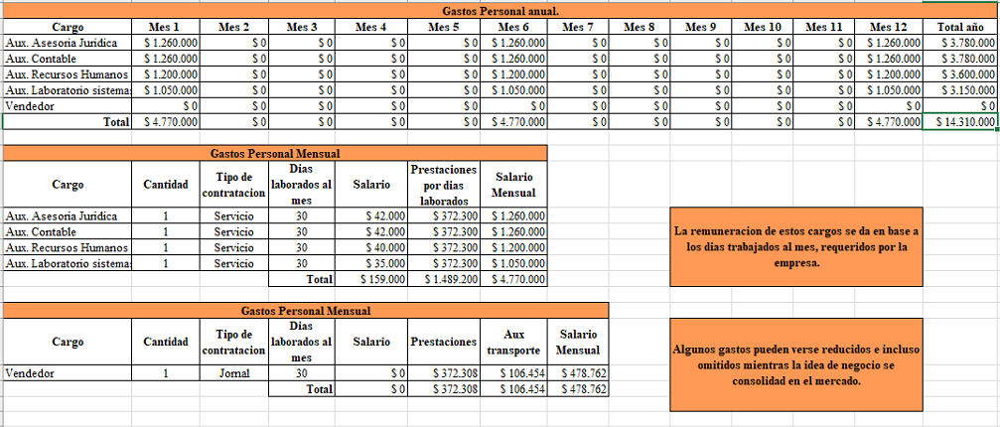 Gastos Personal anual.
Cargo Mes 1 Mes 2 Mes 3 Mes 4 Mes 5 Mes 6 Mes 7 Mes 8 Mes 9 Mes 10 Mes 11 Mes 12 Total año
Aux. Asesoria Juridica $ 1.260.000 $ 0 $ 0 $ 0 $ 0 $ 1.260.000 $ 0 $ 0 $ 0 $ 0 $ 0 $ 1.260.000 $ 3.780.000
Aux. Contable $ 1.260.000 $ 0 $ 0 $ 0 $ 0 $ 1.260.000 $ 0 $ 0 $ 0 $ 0 $ 0 $ 1.260.000 $ 3.780.000
Aux. Recursos Humanos $ 1.200.000 $ 0 $ 0 $ 0 $ 0 $ 1.200.000 $ 0 $ 0 $ 0 $ 0 $ 0 $ 1.200.000 $ 3.600.000
Aux. Laboratorio sistemas $ 1.050.000 $ 0 $ 0 $ 0 $ 0 $ 1.050.000 $ 0 $ 0 $ 0 $ 0 $ 0 $ 1.050.000 $ 3.150.000
Vendedor $ 0 $ 0 $ 0 $ 0 $ 0 $ 0 $ 0 $ 0 $ 0 $ 0 $ 0 $ 0 $ 0
Total $ 4.770.000 $ 0 $ 0 $ 0 $ 0 $ 4.770.000 $ 0 $ 0 $ 0 $ 0 $ 0 $ 4.770.000 $ 14.310.000
Gastos Personal Mensual
Cargo Cantidad Tipo de contratacion Dias laborados al mes Salario Prestaciones por dias laborados Salario Mensual
Aux. Asesoria Juridica 1 Servicio 30 $ 42.000 $ 372.300 $ 1.260.000
Aux. Contable 1 Servicio 30 $ 42.000 $ 372.300 $ 1.260.000
Aux. Recursos Humanos 1 Servicio 30 $ 40.000 $ 372.300 $ 1.200.000
Aux. Laboratorio sistemas 1 Servicio 30 $ 35.000 $ 372.300 $ 1.050.000
Total $ 159.000 $ 1.489.200 $ 4.770.000
La remuneracion de estos cargos se da en base a
los dias trabajados al mes, requeridos por la
empresa.
Gastos Personal Mensual
Cargo Cantidad Tipo de contratacion Dias laborados al mes Salario Prestaciones Aux transporte Salario Mensual
Vendedor 1 Jornal 30 $ 0 $ 372.308 $ 106.454 $ 478.762
Total $ 0 $ 372.308 $ 106.454 $ 478.762
Algunos gastos pueden verse reducidos e incluso
omitidos mientras la idea de negocio se
consolidad en el mercado.